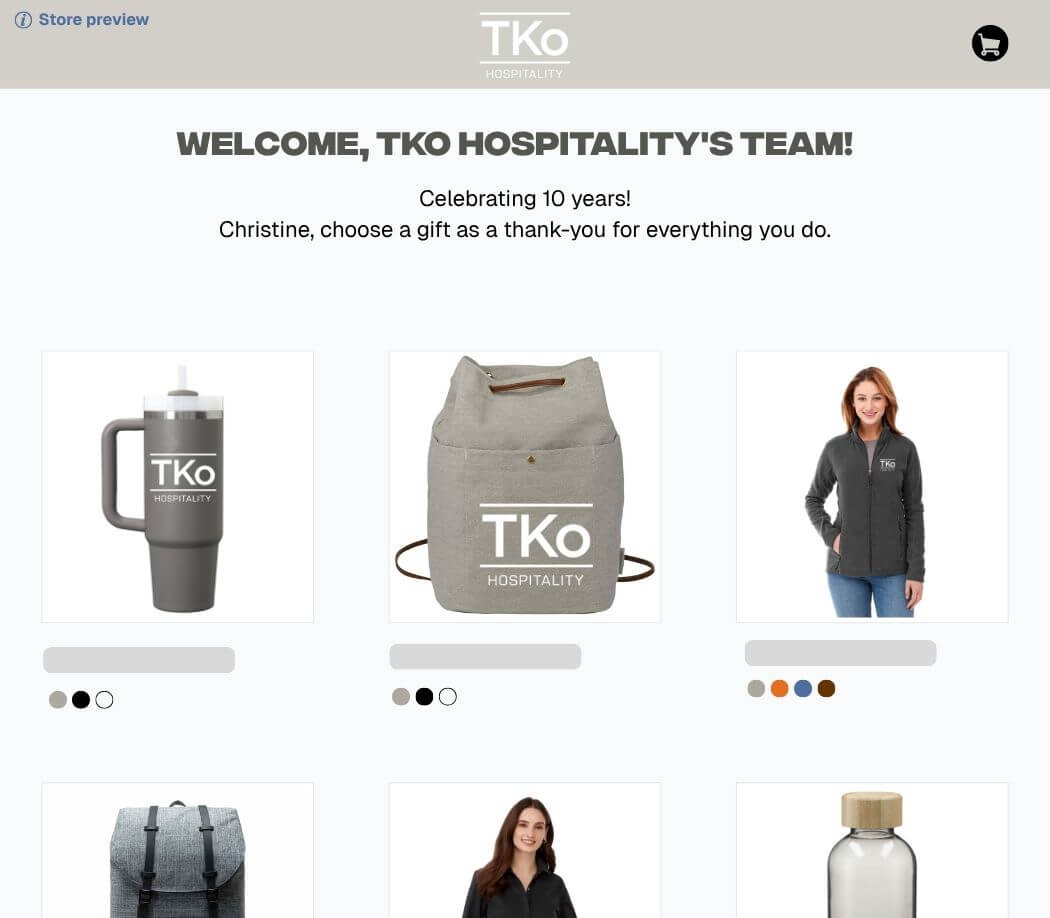 Store preview
TKo
HOSPITALITY
WELCOME, TKO HOSPITALITY'S TEAM!
Celebrating 10 years!
Christine, choose a gift as a thank-you for everything you do.
TKo
HOSPITALITY
TKo
HOSPITALITY
TKo